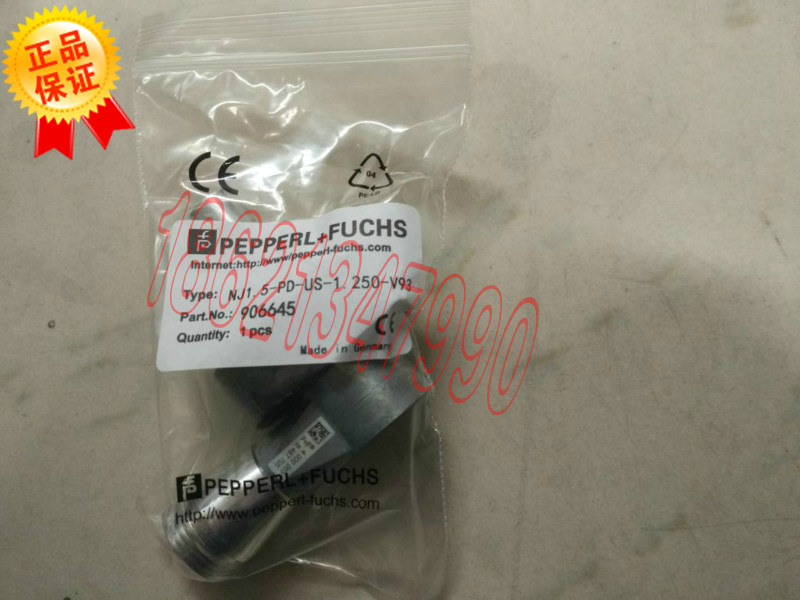 正品
保证
CE
04
PEPPERL+FUCHS
Internet:http://www.pepperl-fuchs.com
Type: NJ1.5-PD-US-1.250-V93
Part.No.: 906645
Quantity: 1 pcs
CE
Made in Germany
18621347990
PEPPERL+FUCHS
http://www.pepperl-fuchs.com